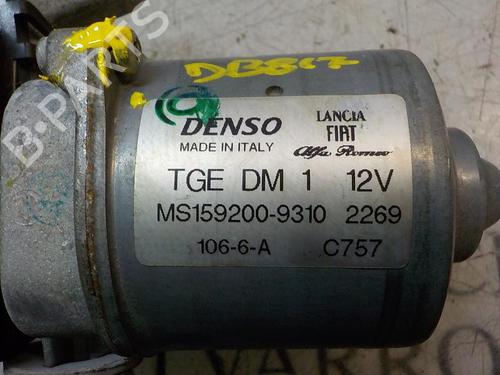 DB517
DENSO
LANCIA
FIAT
Alfa Romeo
MADE IN ITALY
TGE DM 1 12V
MS159200-9310 2269
106-6-A C757
B-PARTS